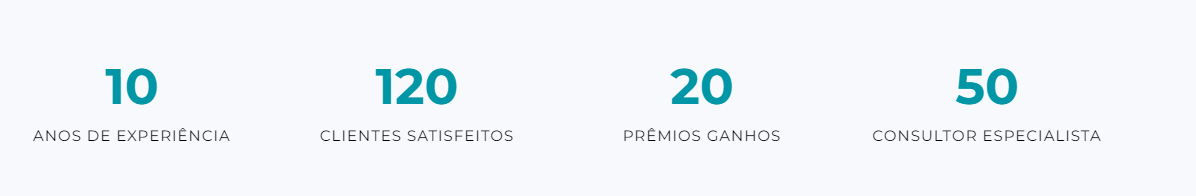 10
ANOS DE EXPERIÊNCIA
120
CLIENTES SATISFEITOS
20
PRÊMIOS GANHOS
50
CONSULTOR ESPECIALISTA